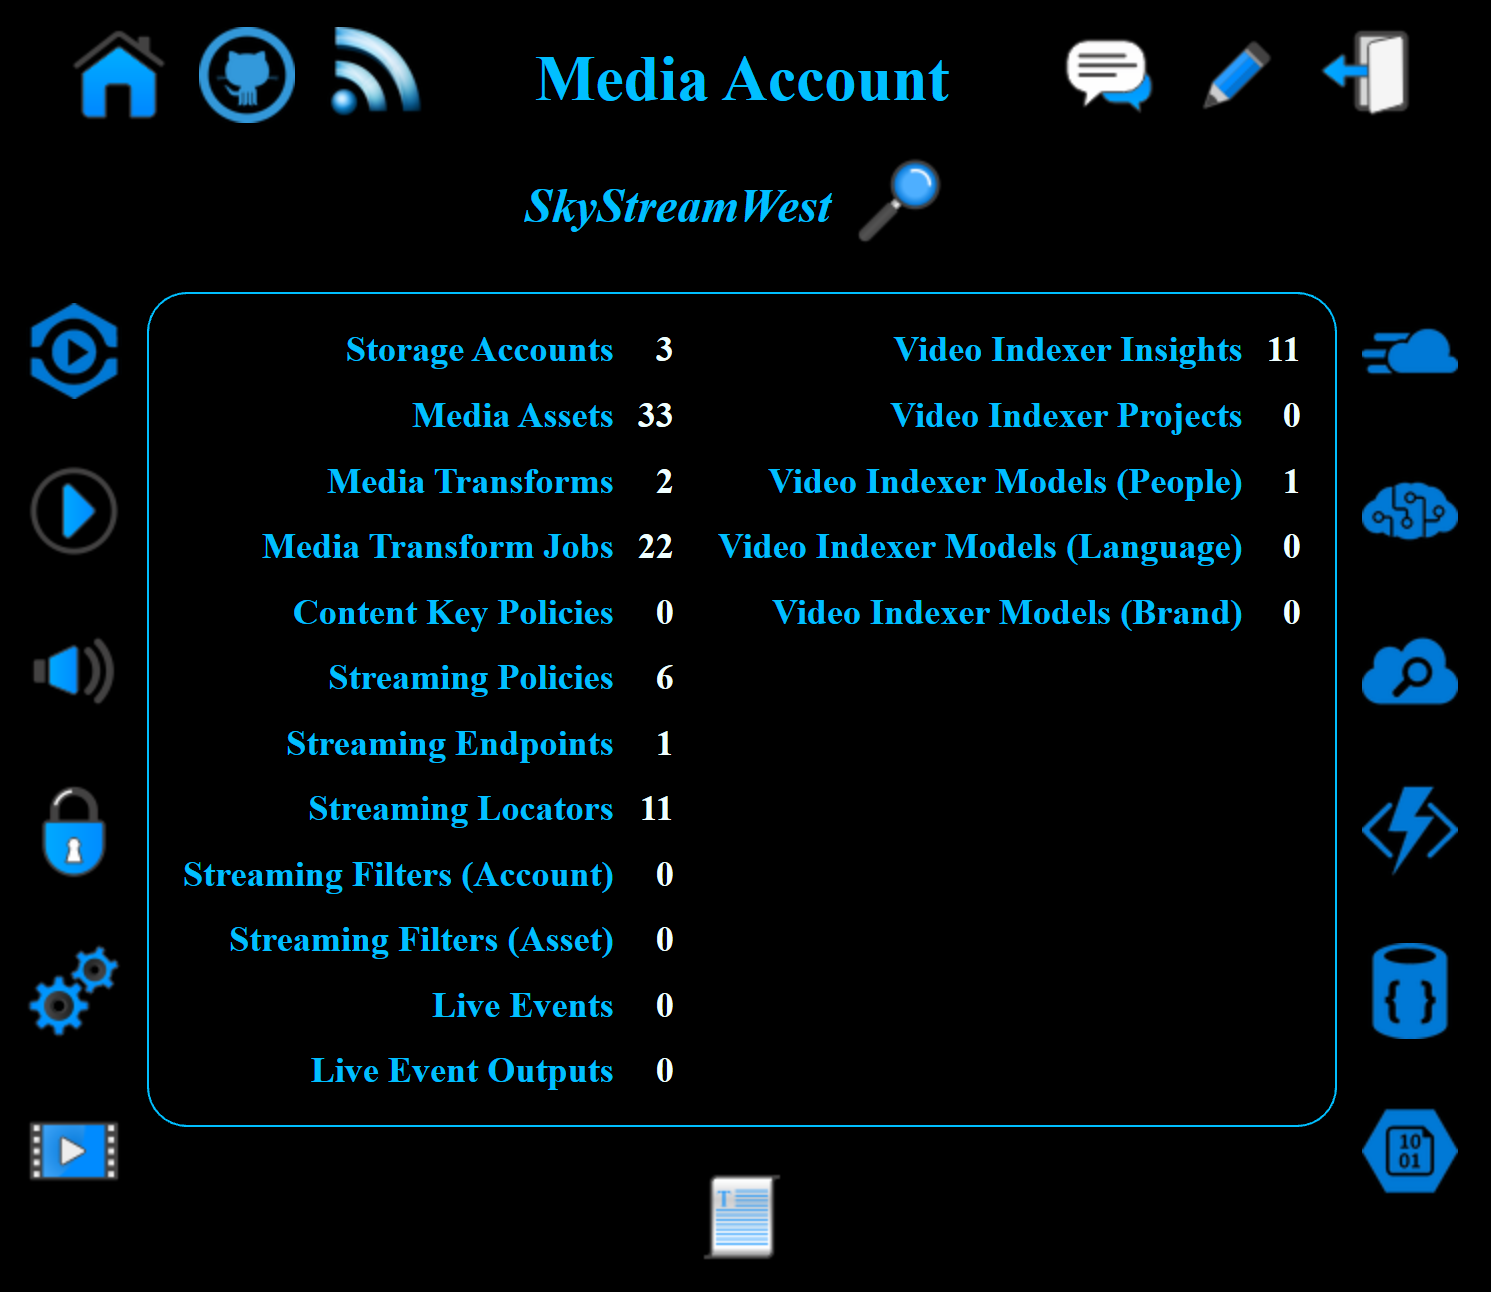 Media Account
SkyStreamWest
Storage Accounts 3
Media Assets 33
Media Transforms 2
Media Transform Jobs 22
Content Key Policies 0
Streaming Policies 6
Streaming Endpoints 1
Streaming Locators 11
Streaming Filters (Account) 0
Streaming Filters (Asset) 0
Live Events 0
Live Event Outputs 0
Video Indexer Insights 11
Video Indexer Projects 0
Video Indexer Models (People) 1
Video Indexer Models (Language) 0
Video Indexer Models (Brand) 0
{ }
10
01
T